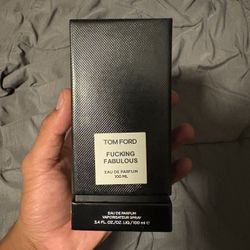 TOM FORD
FUCKING
FABULOUS
EAU DE PARFUM
100 ML
EAU DE PARFUM
VAPORISATEUR SPRAY
3.4 FL. OZ./OZ. LIQ./100 ml ℮